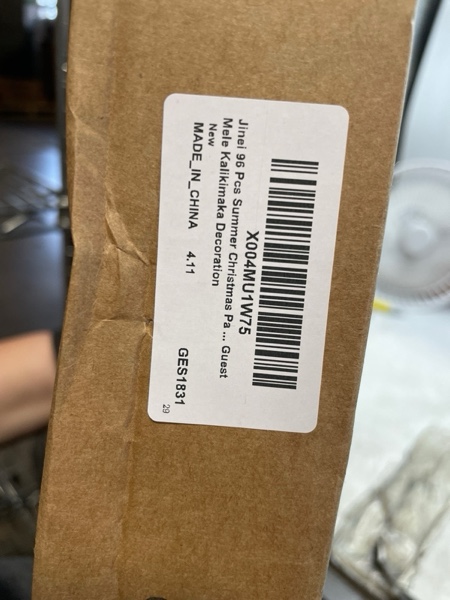 X004MU1W75
Jinei 96 Pcs Summer Christmas Pa ... Guest
Mele Kalikimaka Decoration
New
MADE_IN_CHINA 4.11 GES1831
29